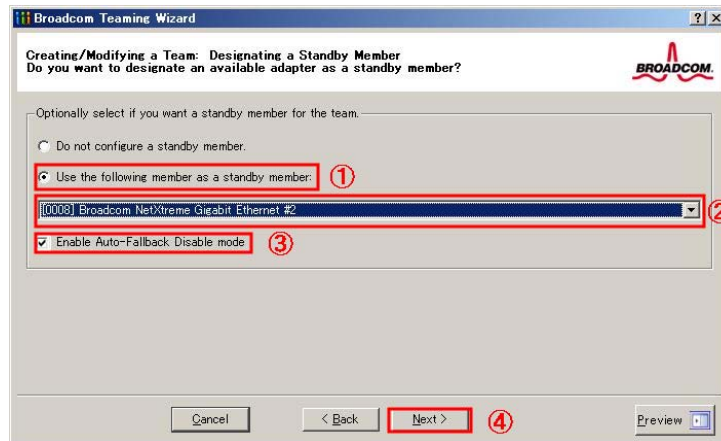 Broadcom Teaming Wizard
Creating/Modifying a Team: Designating a Standby Member
Do you want to designate an available adapter as a standby member?
BROADCOM.
Optionally select if you want a standby member for the team.
Do not configure a standby member.
Use the following member as a standby member: ①
[[0008] Broadcom NetXtreme Gigabit Ethernet #2 ②
Enable Auto-Fallback Disable mode ③
Cancel
< Back
Next > ④
Preview